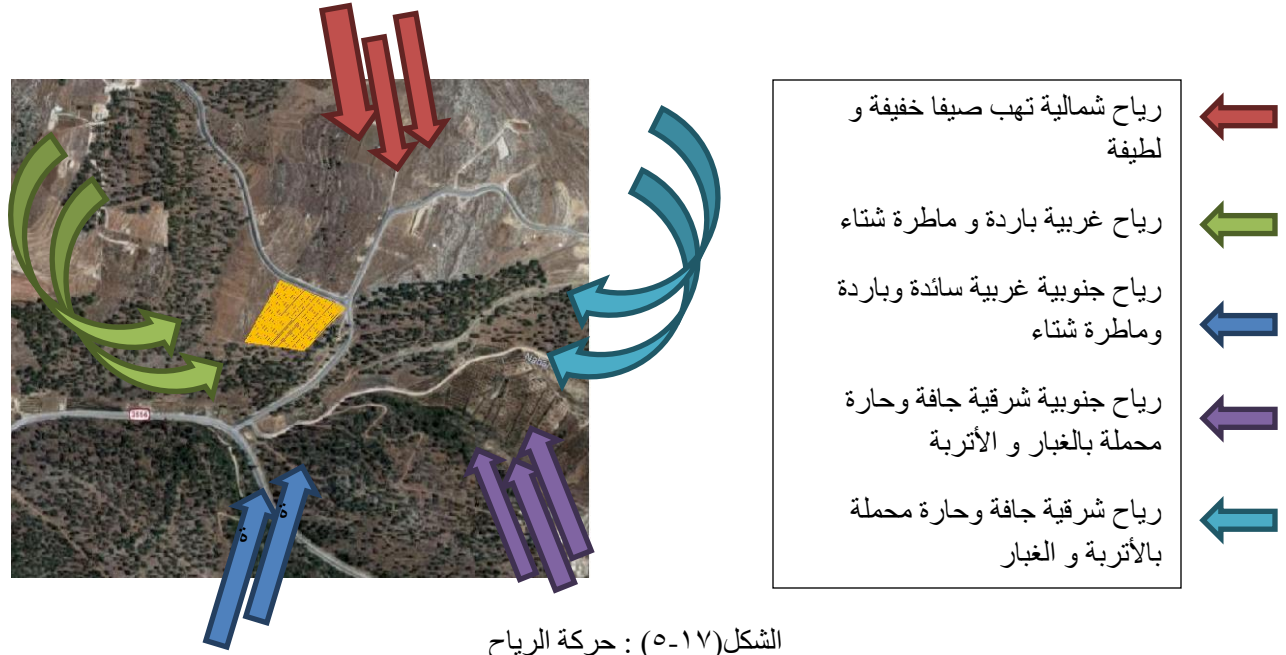 رياح شمالية تهب صيفا خفيفة و
لطيفة
رياح غربية باردة و ماطرة شتاء
رياح جنوبية غربية سائدة وباردة
وماطرة شتاء
رياح جنوبية شرقية جافة وحارة
محملة بالغبار و الأتربة
رياح شرقية جافة وحارة محملة
بالأتربة و الغبار
3866
ة
ة
الشكل(١٧-٥) : حركة الرياح